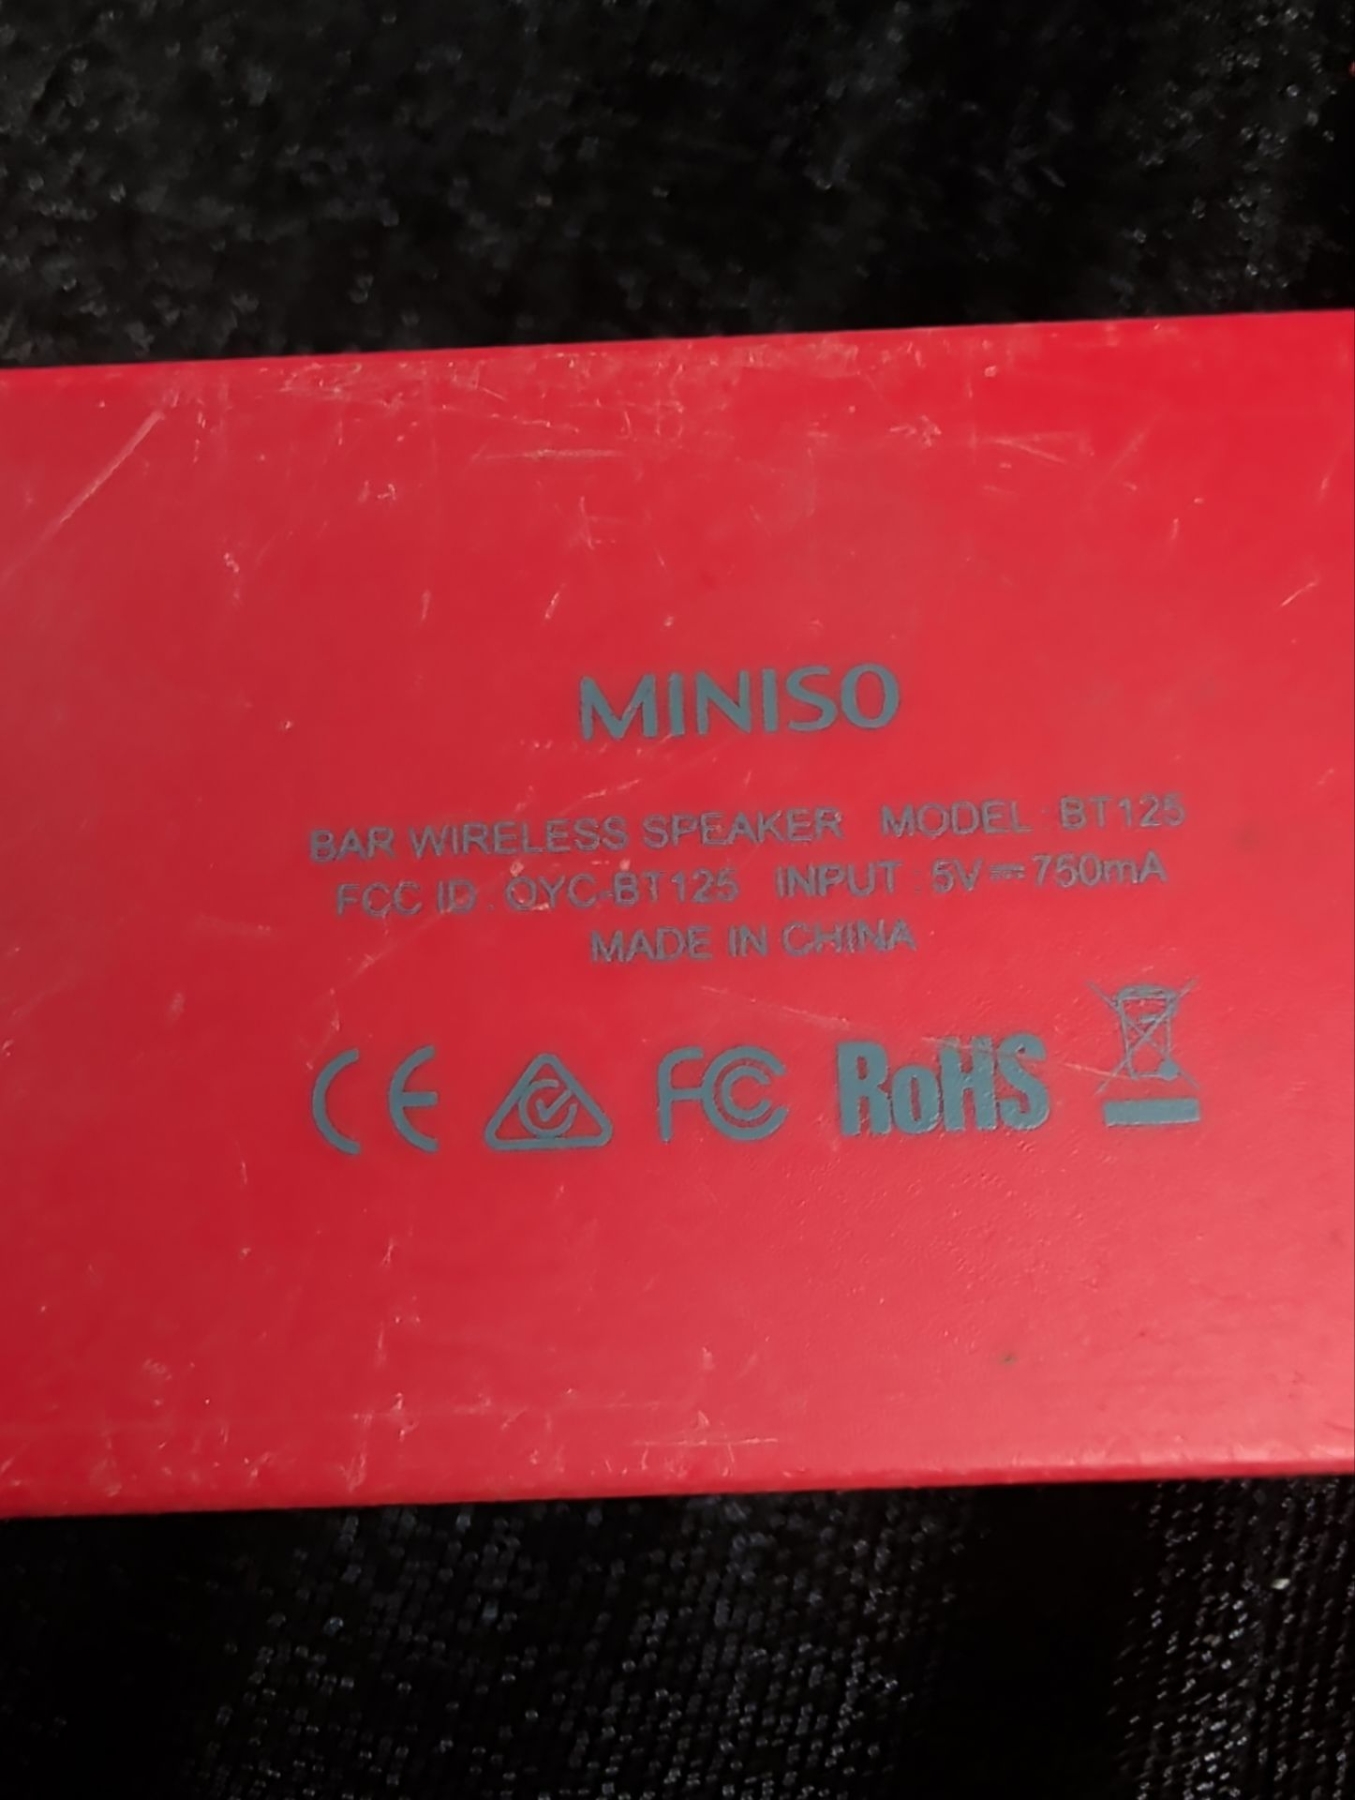 MINISO
BAR WIRELESS SPEAKER MODEL : BT125
FCC ID : OYC-BT125 INPUT : 5V⎓750mA
MADE IN CHINA
CE FC RoHS